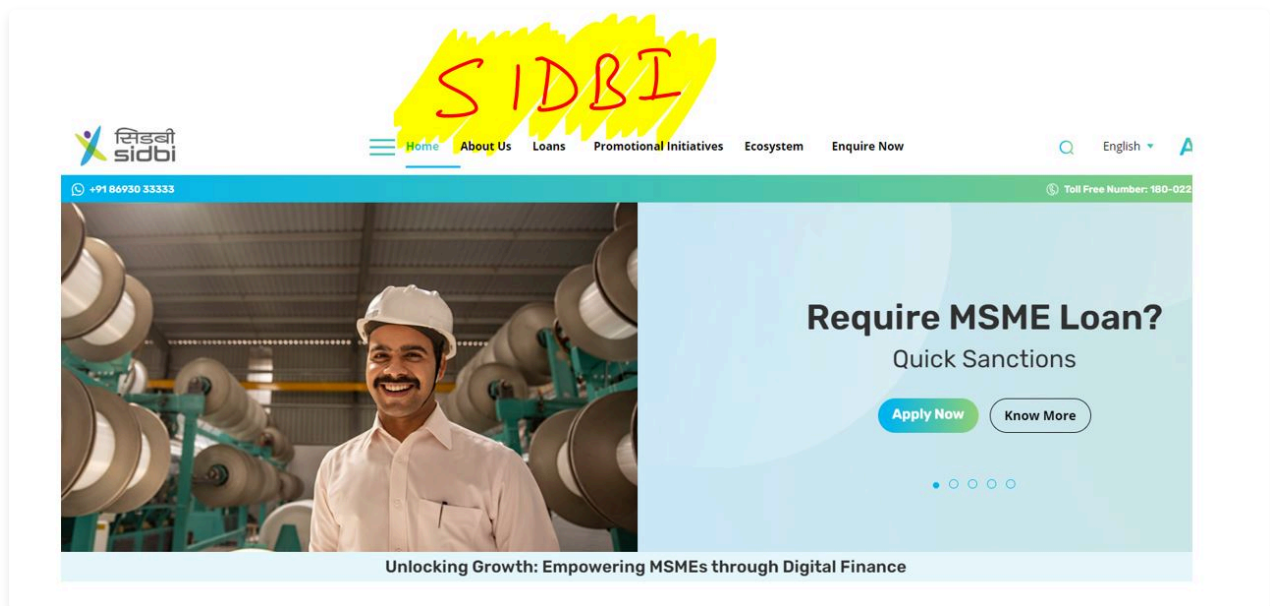 SIDBI
सिडबी
sidbi
Home About Us Loans Promotional Initiatives Ecosystem Enquire Now
English
+91 86930 33333
Toll Free Number: 180-022
Require MSME Loan?
Quick Sanctions
Apply Now Know More
Unlocking Growth: Empowering MSMEs through Digital Finance